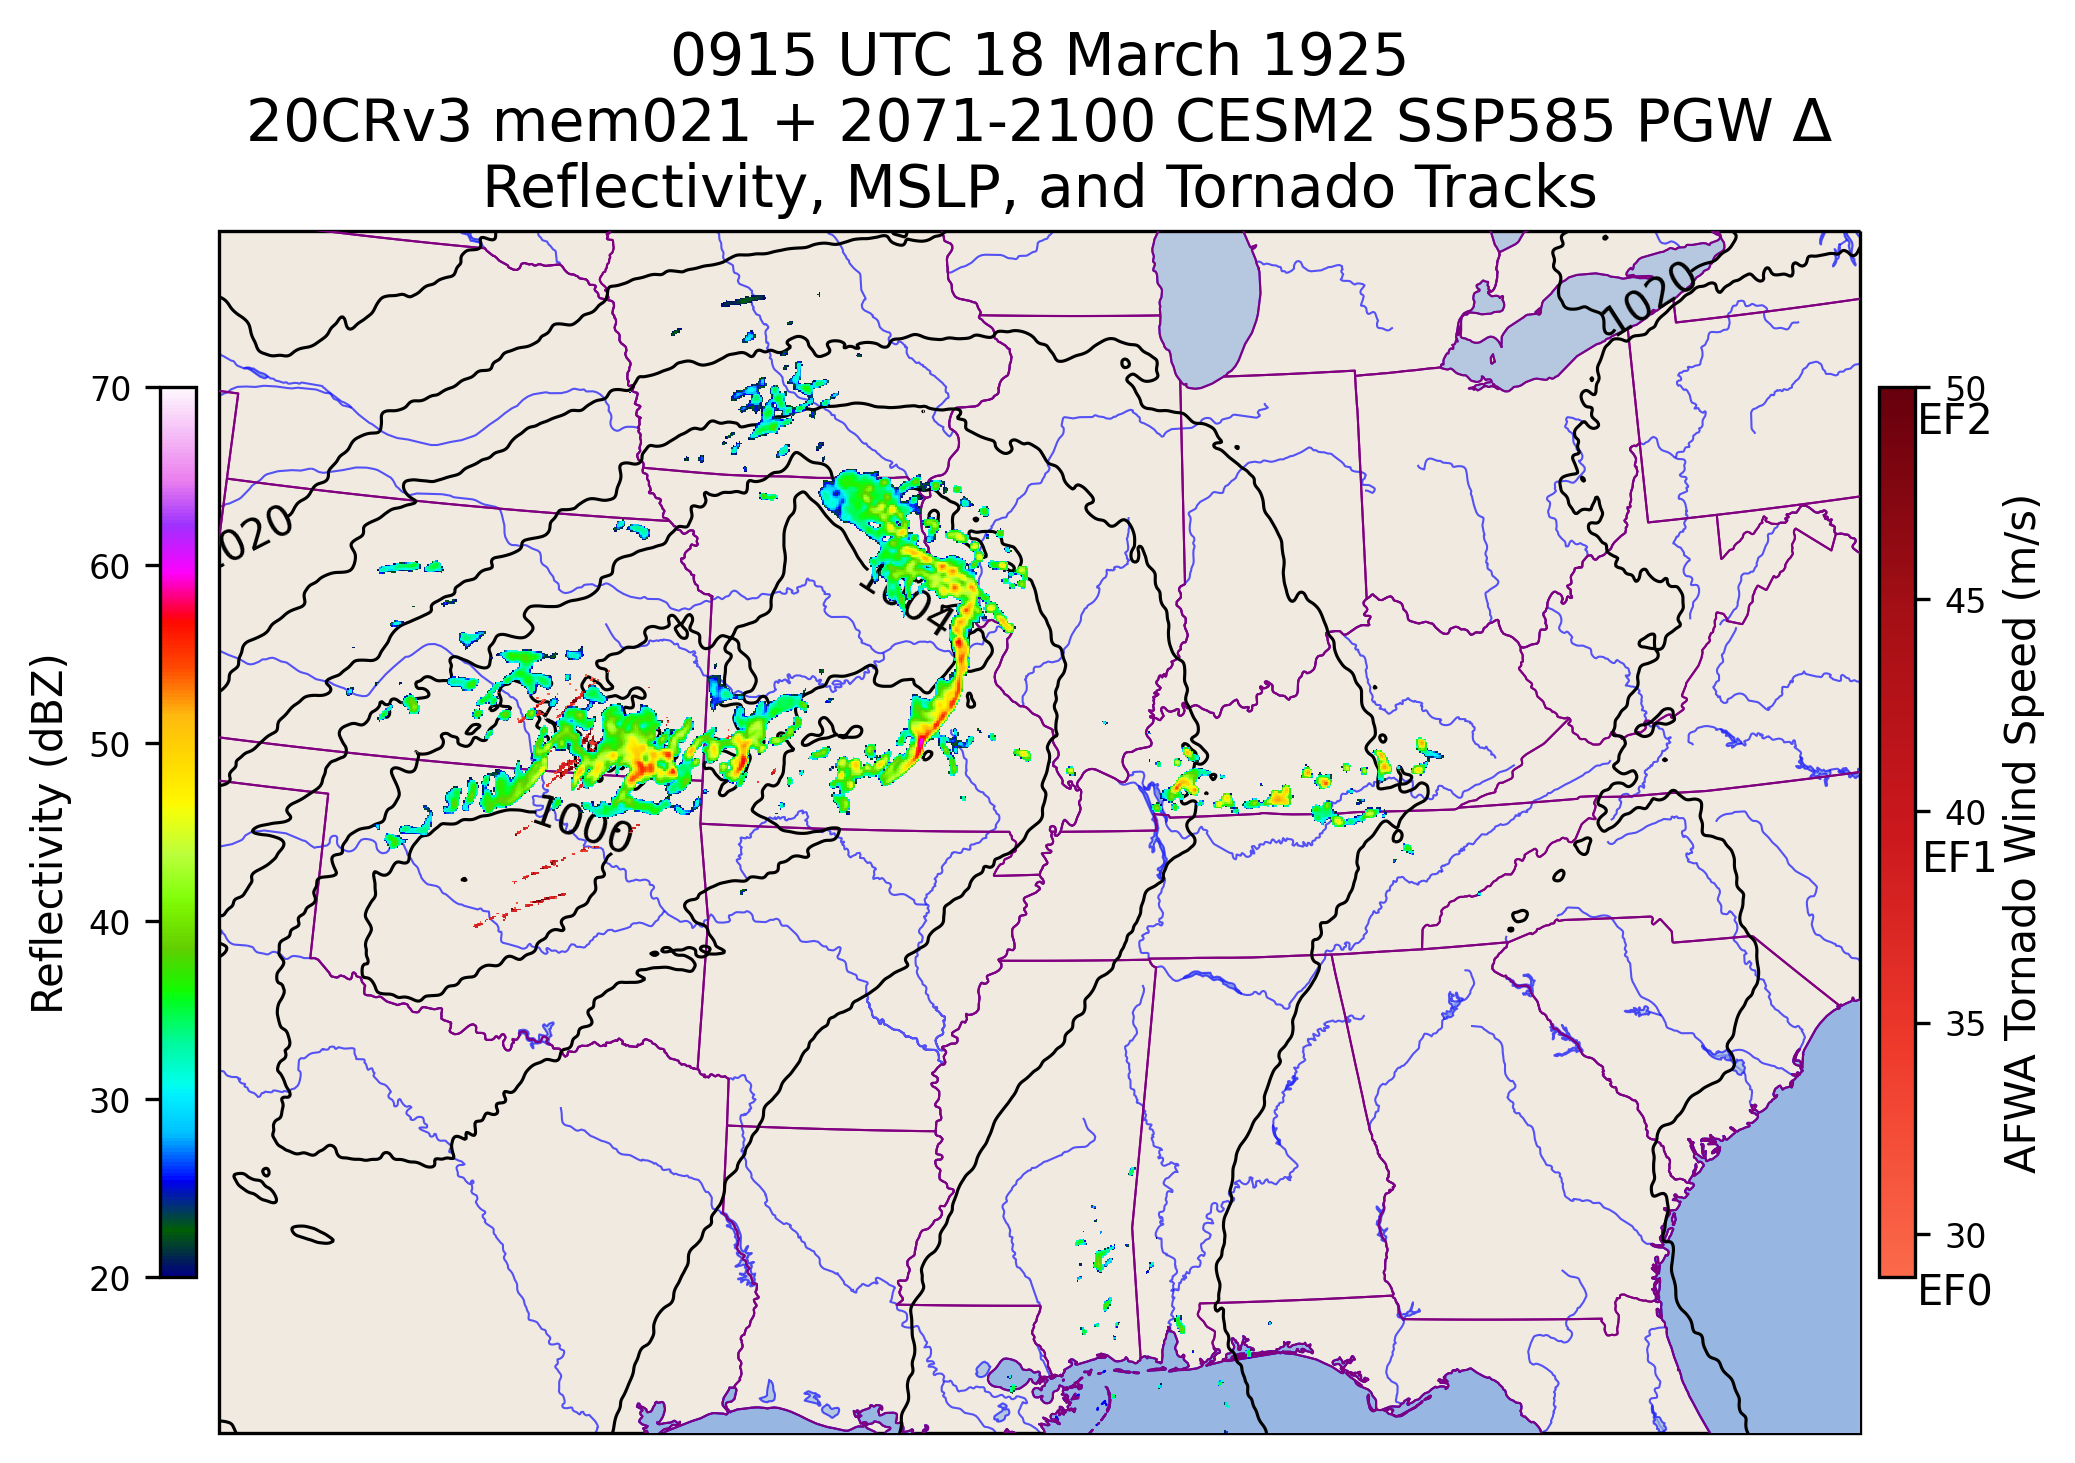 0915 UTC 18 March 1925
20CRv3 mem021 + 2071-2100 CESM2 SSP585 PGW Δ
Reflectivity, MSLP, and Tornado Tracks
Reflectivity (dBZ)
70
60
50
40
30
20
1020
020
1004
1000
50
EF2
45
40
EF1
35
30
EF0
AFWA Tornado Wind Speed (m/s)